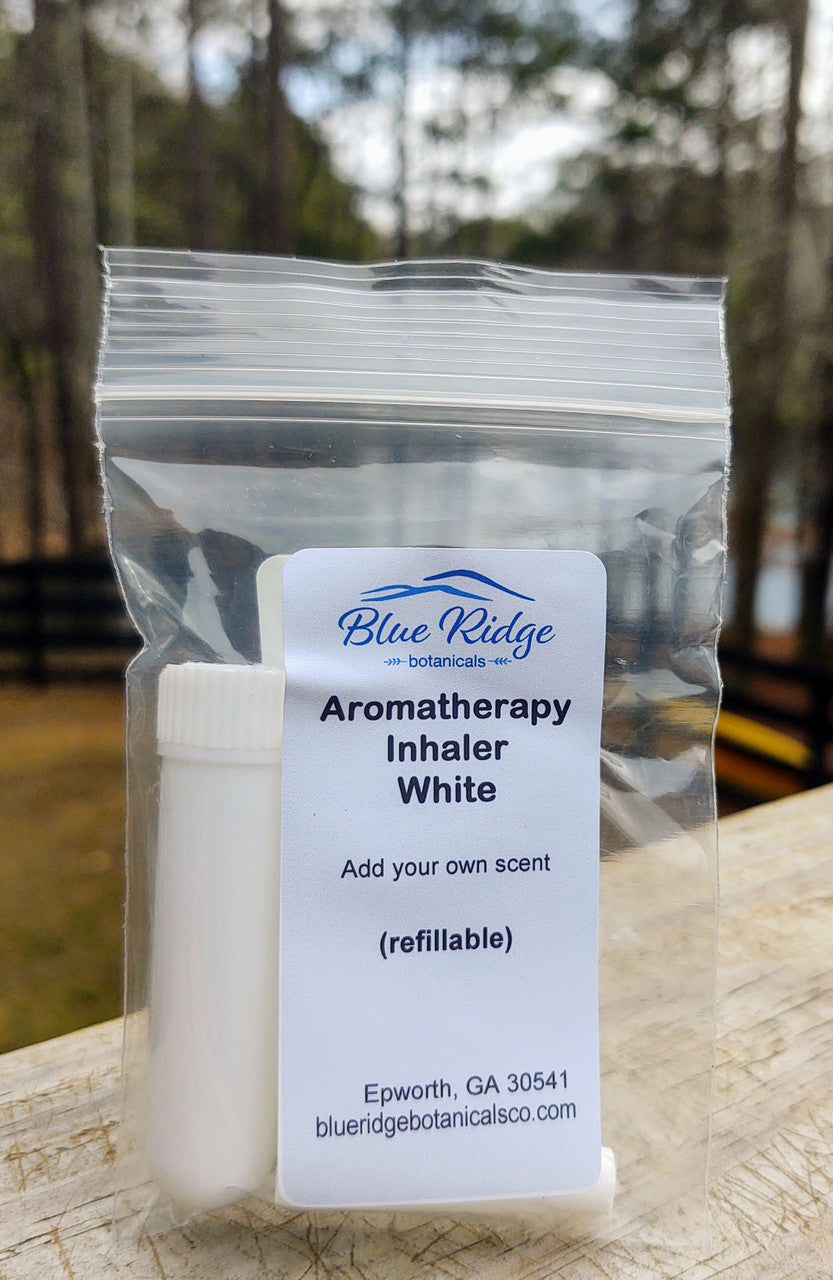 Blue Ridge
botanicals
Aromatherapy
Inhaler
White
Add your own scent
(refillable)
Epworth, GA 30541
blueridgebotanicalsco.com